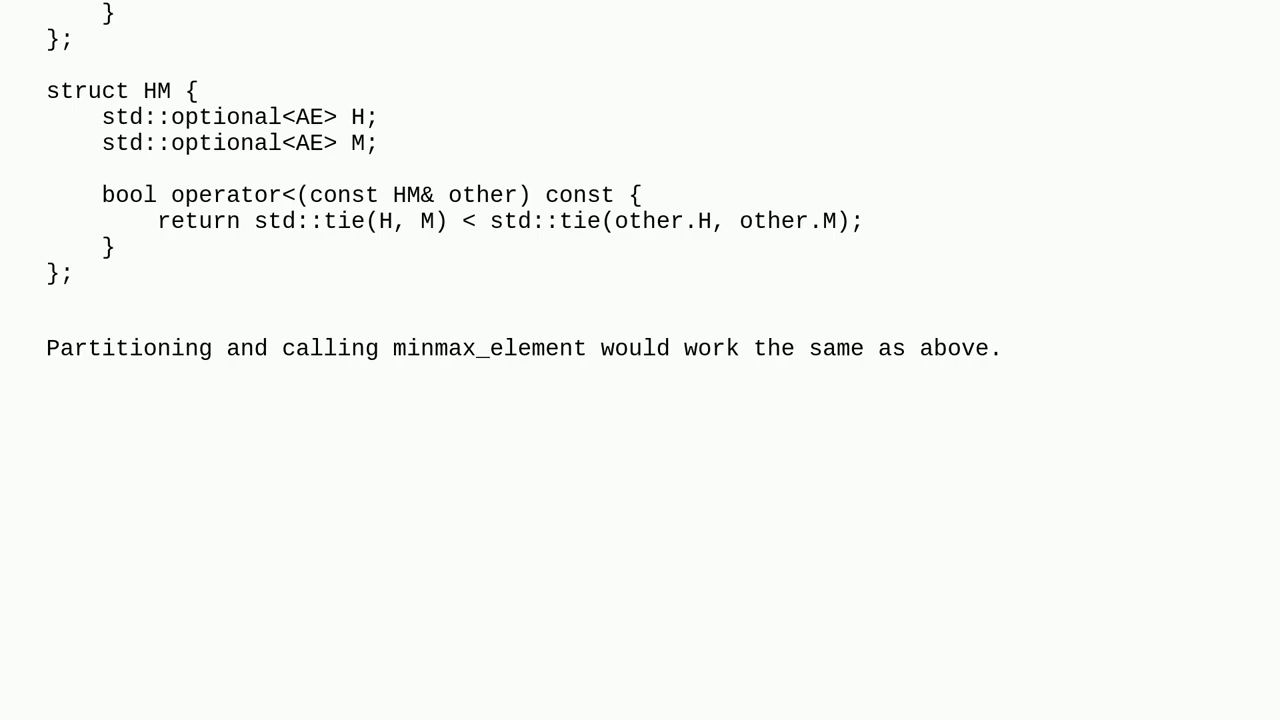 }
};

struct HM {
    std::optional<AE> H;
    std::optional<AE> M;

    bool operator<(const HM& other) const {
        return std::tie(H, M) < std::tie(other.H, other.M);
    }
};

Partitioning and calling minmax_element would work the same as above.